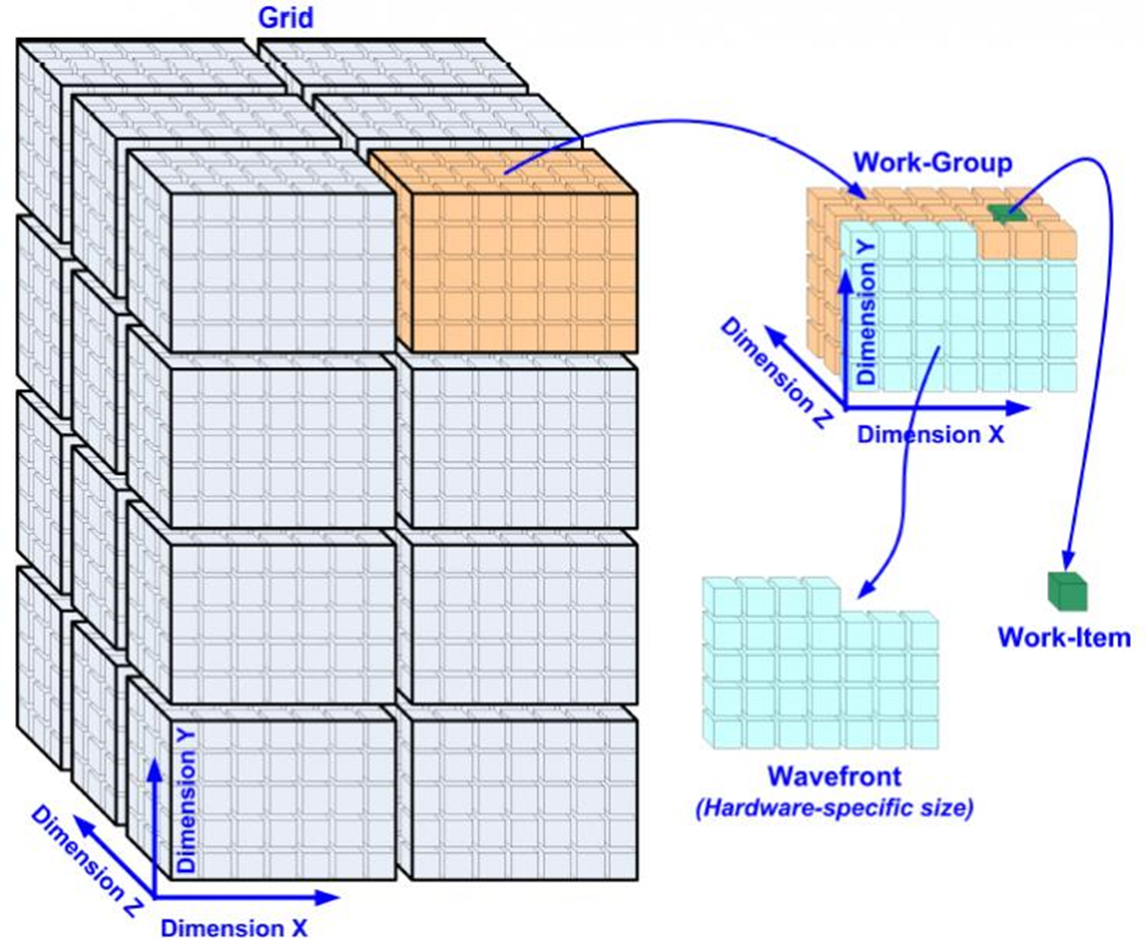 Grid
Work-Group
Dimension Y
Dimension Z
Dimension X
Work-Item
Wavefront
(Hardware-specific size)
Dimension Y
Dimension Z
Dimension X